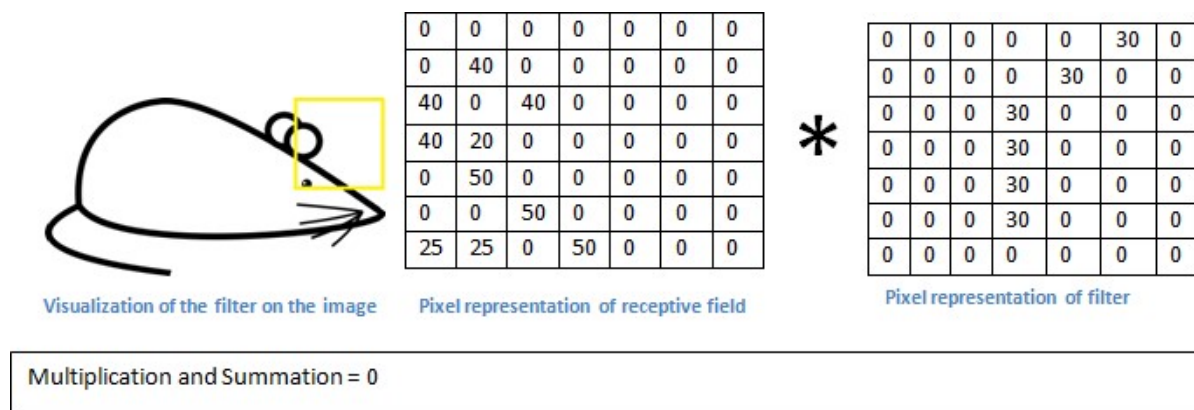 0 0 0 0 0 0 0
0 40 0 0 0 0 0
40 0 40 0 0 0 0
40 20 0 0 0 0 0
0 50 0 0 0 0 0
0 0 50 0 0 0 0
25 25 0 50 0 0 0
*
0 0 0 0 0 30 0
0 0 0 0 30 0 0
0 0 0 30 0 0 0
0 0 0 30 0 0 0
0 0 0 30 0 0 0
0 0 0 30 0 0 0
0 0 0 0 0 0 0
Visualization of the filter on the image
Pixel representation of receptive field
Pixel representation of filter
Multiplication and Summation = 0